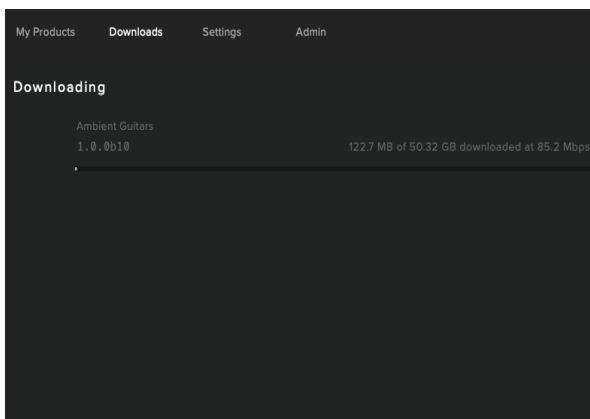 My Products Downloads Settings Admin
Downloading
Ambient Guitars
1.0.0b10 122.7 MB of 50.32 GB downloaded at 85.2 Mbps